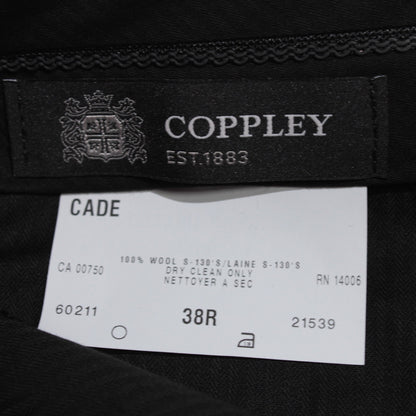 COPPLEY
EST.1883
CADE
100% WOOL S-130'S/LAINE S-130'S
CA 00750 DRY CLEAN ONLY RN 14006
NETTOYER A SEC
60211 38R 21539